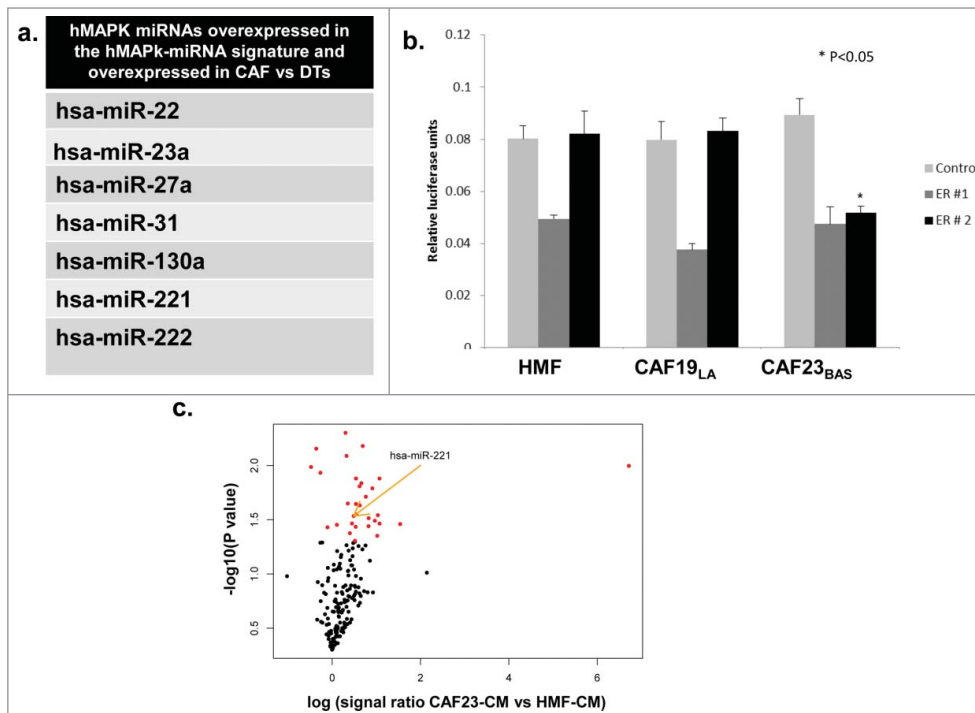 a.
hMAPK miRNAs overexpressed in
the hMAPk-miRNA signature and
overexpressed in CAF vs DTs
hsa-miR-22
hsa-miR-23a
hsa-miR-27a
hsa-miR-31
hsa-miR-130a
hsa-miR-221
hsa-miR-222
b.
Relative luciferase units
0.12
0.1
0.08
0.06
0.04
0.02
0
* P<0.05
*
Contro
ER #1
ER # 2
HMF
CAF19LA
CAF23BAS
c.
-log10(P value)
2.0
1.5
1.0
0.5
hsa-miR-221
0
2
4
6
log (signal ratio CAF23-CM vs HMF-CM)